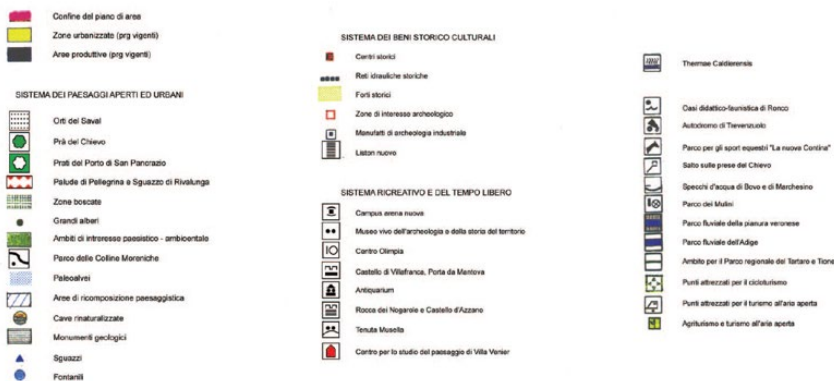 Confine del piano di area
Zone urbanizzate (prg vigenti)
Aree produttive (prg vigenti)
SISTEMA DEI PAESAGGI APERTI ED URBANI
Orti del Saval
Prà del Chievo
Prati del Porto di San Pancrazio
Palude di Pellegrina e Sguazzo di Rivalunga
Zone boscate
Grandi alberi
Ambiti di intreresse paesistico - ambientale
Parco delle Colline Moreniche
Paleoalvei
Aree di ricomposizione paesaggistica
Cave rinaturalizzate
Monumenti geologici
Sguazzi
Fontanili
SISTEMA DEI BENI STORICO CULTURALI
Centri storici
Reti idrauliche storiche
Forti storici
Zone di interesse archeologico
Manufatti di archeologia industriale
Liston nuovo
SISTEMA RICREATIVO E DEL TEMPO LIBERO
Campus arena nuova
Museo vivo dell'archeologia e della storia del territorio
Centro Olimpia
Castello di Villafranca, Porta da Mantova
Antiquarium
Rocca dei Nogarole e Castello d'Azzano
Tenuta Musella
Centro per lo studio del paesaggio di Villa Venier
Thermae Calderensis
Oasi didattico-faunistica di Ronco
Autodromo di Trevenzuolo
Parco per gli sport equestri "La nuova Contina"
Salto sulle prese del Chievo
Specchi d'acqua di Bovo e di Marchesino
Parco dei Mulini
Parco fluviale della pianura veronese
Parco fluviale dell'Adige
Ambito per il Parco regionale del Tartaro e Tione
Punti attrezzati per il cicloturismo
Punti attrezzati per il turismo all'aria aperta
Agriturismo e turismo all'aria aperta